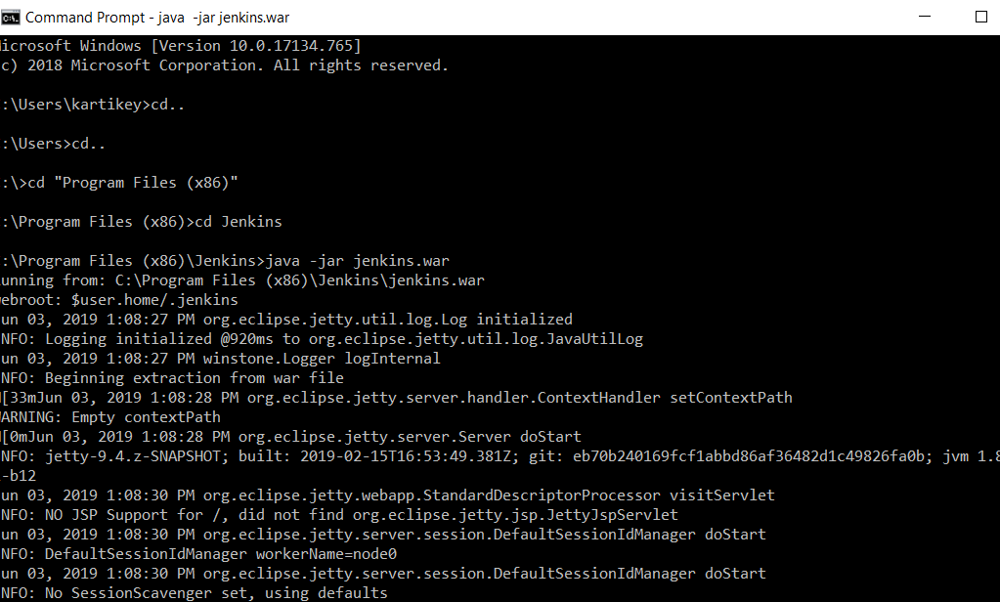 Command Prompt - java -jar jenkins.war
icrosoft Windows [Version 10.0.17134.765]
c) 2018 Microsoft Corporation. All rights reserved.
:\Users\kartikey>cd..
:\Users>cd..
:\>cd "Program Files (x86)"
:\Program Files (x86)>cd Jenkins
:\Program Files (x86)\Jenkins>java -jar jenkins.war
unning from: C:\Program Files (x86)\Jenkins\jenkins.war
webroot: $user.home/.jenkins
un 03, 2019 1:08:27 PM org.eclipse.jetty.util.log.Log initialized
NFO: Logging initialized @920ms to org.eclipse.jetty.util.log.JavaUtilLog
un 03, 2019 1:08:27 PM winstone.Logger logInternal
NFO: Beginning extraction from war file
[33mJun 03, 2019 1:08:28 PM org.eclipse.jetty.server.handler.ContextHandler setContextPath
WARNING: Empty contextPath
[0mJun 03, 2019 1:08:28 PM org.eclipse.jetty.server.Server doStart
NFO: jetty-9.4.z-SNAPSHOT; built: 2019-02-15T16:53:49.381Z; git: eb70b240169fcf1abbd86af36482d1c49826fa0b; jvm 1.8
-b12
un 03, 2019 1:08:30 PM org.eclipse.jetty.webapp.StandardDescriptorProcessor visitServlet
NFO: NO JSP Support for /, did not find org.eclipse.jetty.jsp.JettyJspServlet
un 03, 2019 1:08:30 PM org.eclipse.jetty.server.session.DefaultSessionIdManager doStart
NFO: DefaultSessionIdManager workerName=node0
un 03, 2019 1:08:30 PM org.eclipse.jetty.server.session.DefaultSessionIdManager doStart
NFO: No SessionScavenger set, using defaults